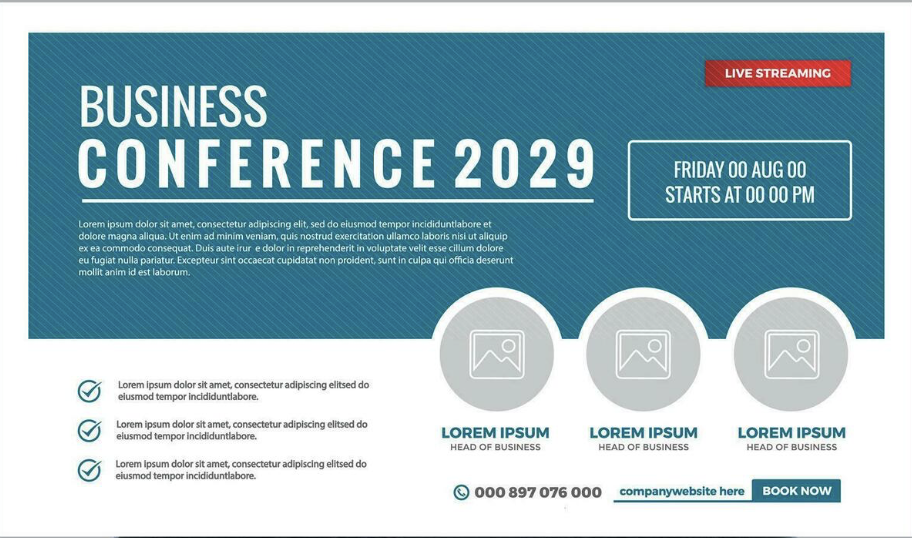 LIVE STREAMING
BUSINESS
CONFERENCE 2029
FRIDAY 00 AUG 00
STARTS AT 00 00 PM
Lorem ipsum dolor sit amet, consectetur adipiscing elit, sed do eiusmod tempor incididuntlabore et
dolore magna aliqua. Ut enim ad minim veniam, quis nostrud exercitation ullamco laboris nisi ut aliquip
ex ea commodo consequat. Duis aute irur e dolor in reprehenderit in voluptate velit esse cillum dolore
eu fugiat nulla pariatur. Excepteur sint occaecat cupidatat non proident, sunt in culpa qui officia deserunt
mollit anim id est laborum.
Lorem ipsum dolor sit amet, consectetur adipiscing elitsed do
eiusmod tempor incididuntlabore.
Lorem ipsum dolor sit amet, consectetur adipiscing elitsed do
eiusmod tempor incididuntlabore.
Lorem ipsum dolor sit amet, consectetur adipiscing elitsed do
eiusmod tempor incididuntlabore.
LOREM IPSUM
HEAD OF BUSINESS
LOREM IPSUM
HEAD OF BUSINESS
LOREM IPSUM
HEAD OF BUSINESS
000 897 076 000
companywebsite here
BOOK NOW